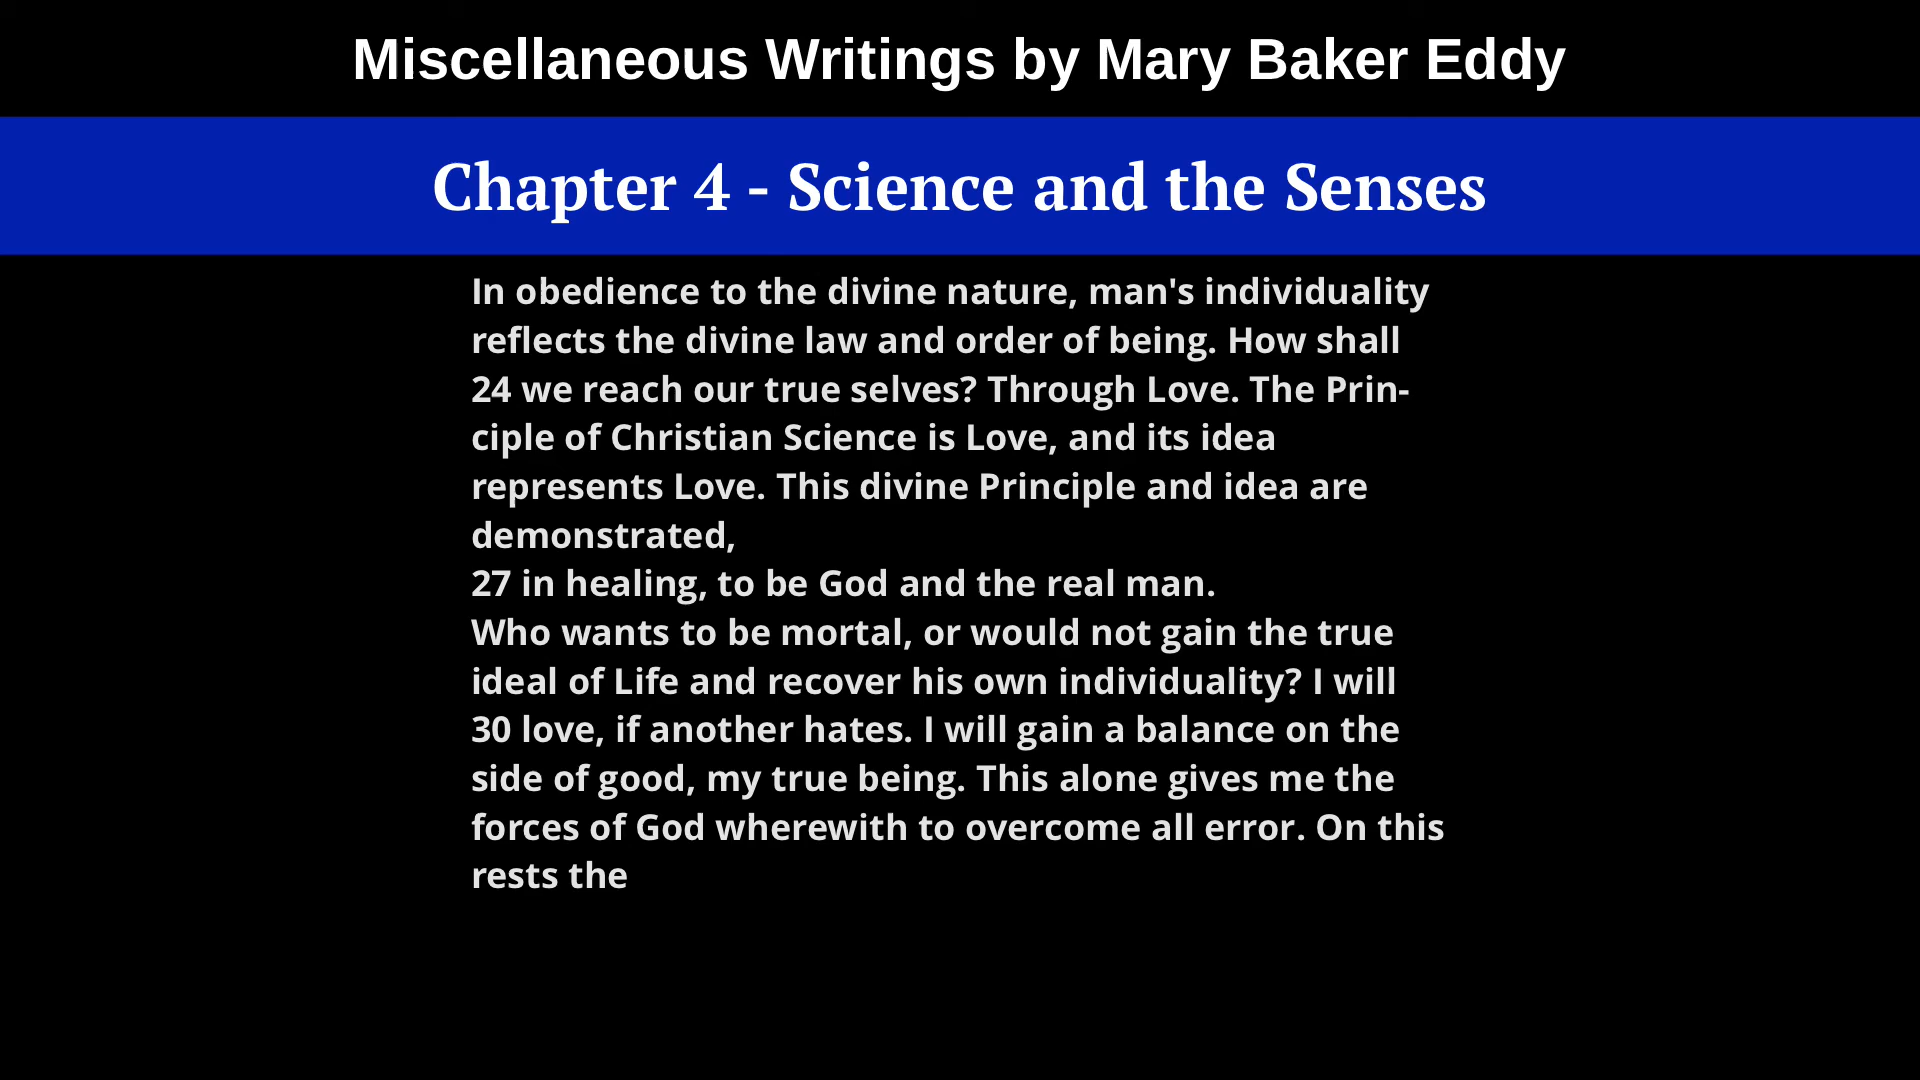 Miscellaneous Writings by Mary Baker Eddy
Chapter 4 - Science and the Senses
In obedience to the divine nature, man's individuality
reflects the divine law and order of being. How shall
24 we reach our true selves? Through Love. The Prin-
ciple of Christian Science is Love, and its idea
represents Love. This divine Principle and idea are
demonstrated,
27 in healing, to be God and the real man.
Who wants to be mortal, or would not gain the true
ideal of Life and recover his own individuality? I will
30 love, if another hates. I will gain a balance on the
side of good, my true being. This alone gives me the
forces of God wherewith to overcome all error. On this
rests the